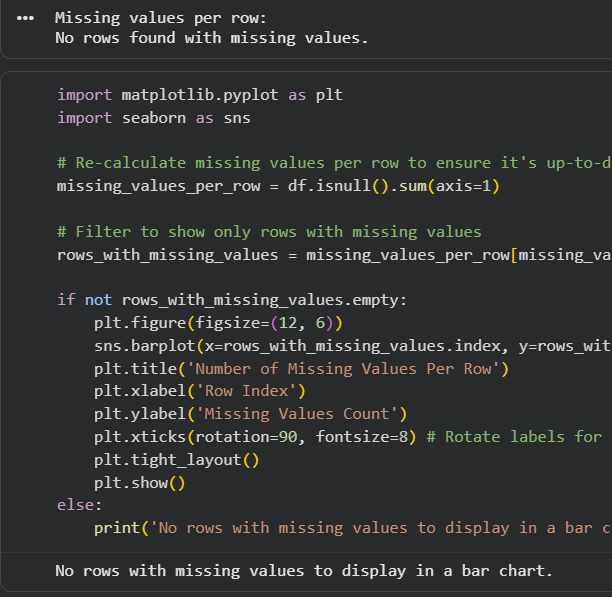 Missing values per row:
No rows found with missing values.
import matplotlib.pyplot as plt
import seaborn as sns
# Re-calculate missing values per row to ensure it's up-to-d
missing_values_per_row = df.isnull().sum(axis=1)
# Filter to show only rows with missing values
rows_with_missing_values = missing_values_per_row[missing_va
if not rows_with_missing_values.empty:
    plt.figure(figsize=(12, 6))
    sns.barplot(x=rows_with_missing_values.index, y=rows_wit
    plt.title('Number of Missing Values Per Row')
    plt.xlabel('Row Index')
    plt.ylabel('Missing Values Count')
    plt.xticks(rotation=90, fontsize=8) # Rotate labels for
    plt.tight_layout()
    plt.show()
else:
    print('No rows with missing values to display in a bar c
No rows with missing values to display in a bar chart.